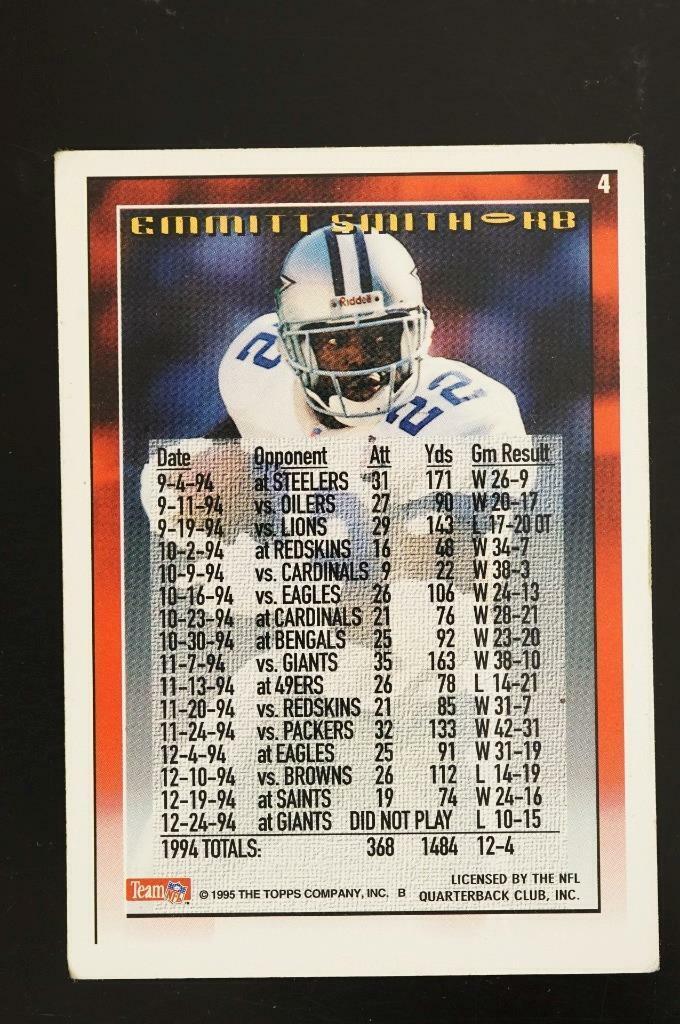 4
EMMITT SMITH RB
Riddell
22
22
Date Opponent Att Yds Gm Result
9-4-94 at STEELERS 31 171 W 26-9
9-11-94 vs. OILERS 27 90 W 20-17
9-19-94 vs. LIONS 29 143 L 17-20 OT
10-2-94 at REDSKINS 16 48 W 34-7
10-9-94 vs. CARDINALS 9 22 W 38-3
10-16-94 vs. EAGLES 26 106 W 24-13
10-23-94 at CARDINALS 21 76 W 28-21
10-30-94 at BENGALS 25 92 W 23-20
11-7-94 vs. GIANTS 35 163 W 38-10
11-13-94 at 49ERS 26 78 L 14-21
11-20-94 vs. REDSKINS 21 85 W 31-7
11-24-94 vs. PACKERS 32 133 W 42-31
12-4-94 at EAGLES 25 91 W 31-19
12-10-94 vs. BROWNS 26 112 L 14-19
12-19-94 at SAINTS 19 74 W 24-16
12-24-94 at GIANTS DID NOT PLAY L 10-15
1994 TOTALS: 368 1484 12-4
Team NFL © 1995 THE TOPPS COMPANY, INC. B
LICENSED BY THE NFL
QUARTERBACK CLUB, INC.